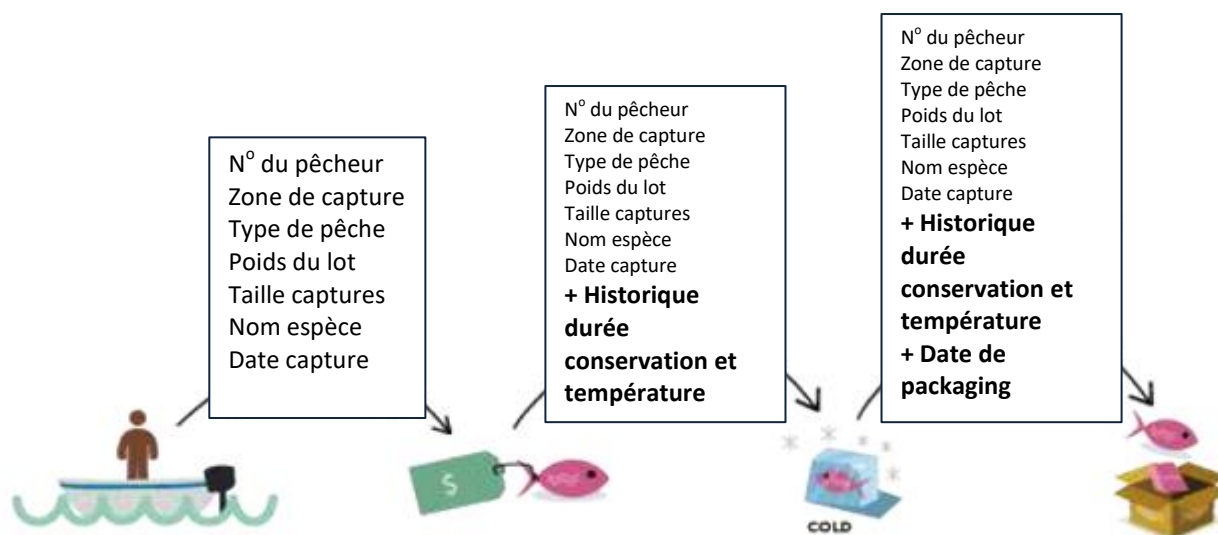 N° du pêcheur
Zone de capture
Type de pêche
Poids du lot
Taille captures
Nom espèce
Date capture
N° du pêcheur
Zone de capture
Type de pêche
Poids du lot
Taille captures
Nom espèce
Date capture
+ Historique
durée
conservation et
température
N° du pêcheur
Zone de capture
Type de pêche
Poids du lot
Taille captures
Nom espèce
Date capture
+ Historique
durée
conservation et
température
+ Date de
packaging
$
COLD